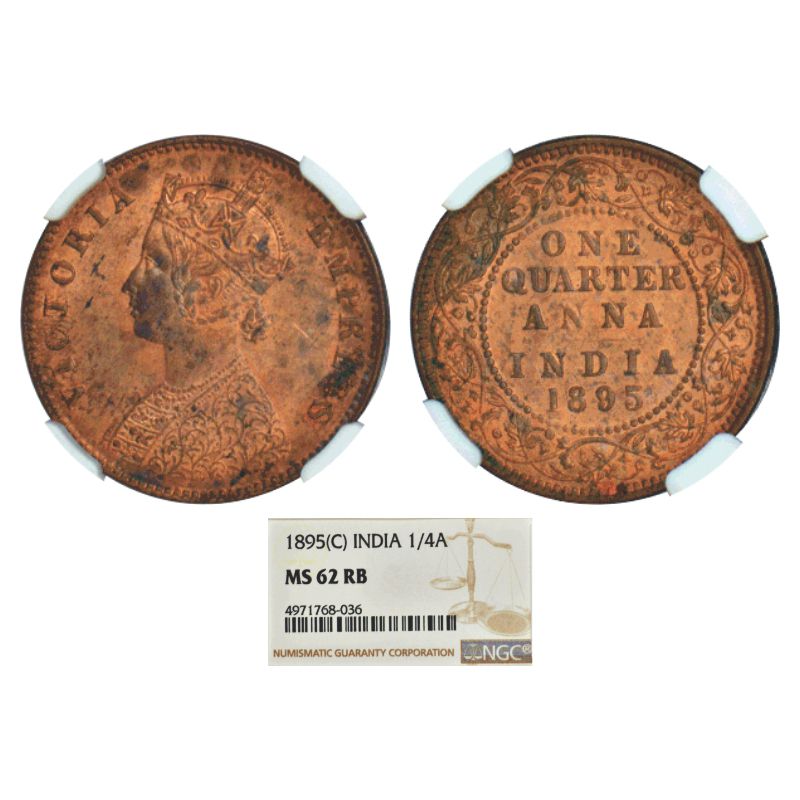 VICTORIA EMPRESS
ONE
QUARTER
ANNA
INDIA
1895
1895(C) INDIA 1/4A
MS 62 RB
4971768-036
NUMISMATIC GUARANTY CORPORATION NGC®